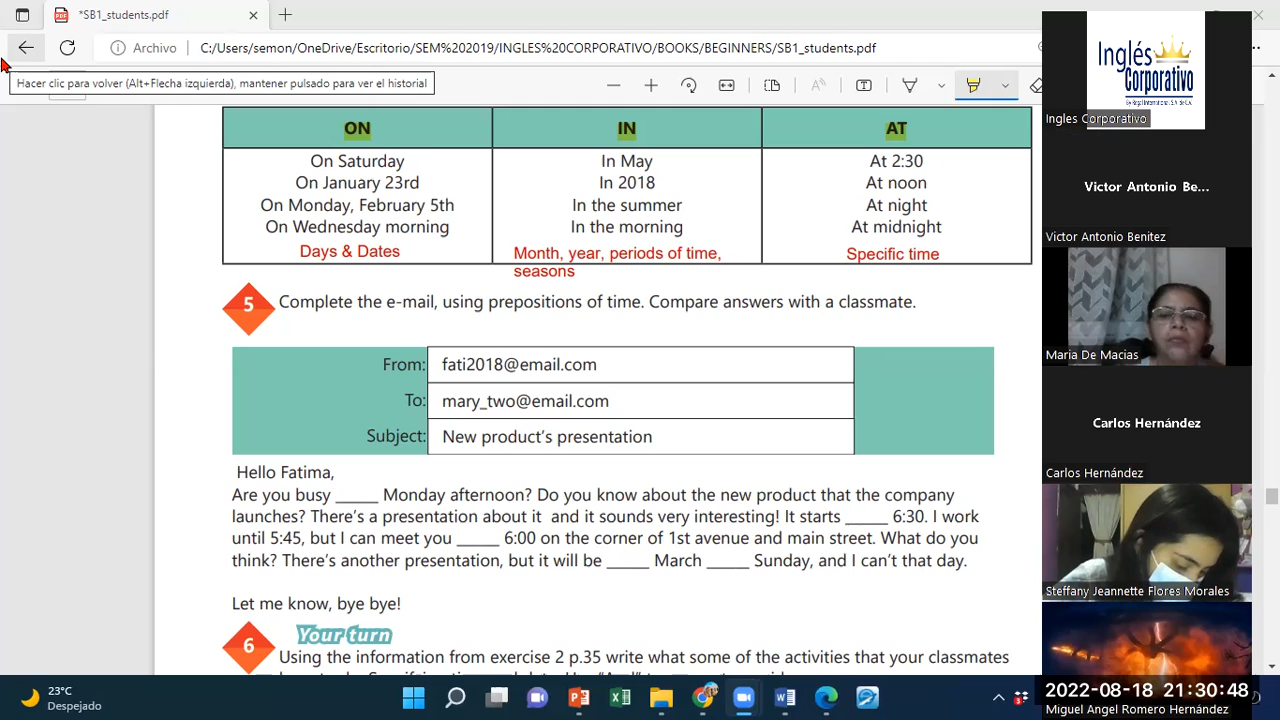 *SB1_students.pdf
Archivo
C:/Users/semon/OneDrive/Escritorio/SEM%202019/INGLES%20CORPORATIVO/BOOKS/BEGINNERS/SB1_students.pdf
Hacer clic para volver (Alt+Flecha izquierda), mantener pulsado para ver el historial
ON IN AT
On Saturday In May At 2:30
On January 23rd In 2018 At noon
On Monday, February 5th In the summer At night
On Wednesday morning In the morning At midnight
Days & Dates Month, year, periods of time, Specific time
seasons
5 Complete the e-mail, using prepositions of time. Compare answers with a classmate.
From: fati2018@email.com
To: mary_two@email.com
Subject: New product's presentation
Hello Fatima,
Are you busy _____ Monday afternoon? Do you know about the new product that the company
launches? There's a presentation about it and it sounds very interesting! It starts _____ 6:30. I work
until 5:45, but I can meet you _____ 6:00 on the corner of 1st avenue and main street. What do you
think? There's another presentation, but it will be _____ March _____ Sunday, and I can't that day.
Let me know, bye bye!
6 Your turn
Using the information from exercise 2 p.35 write what some of the activities that your classmates
23°C
Despejado
Inglés
Corporativo
By Regal International, S.A. de C.V.
Ingles Corporativo
Victor Antonio Be...
Victor Antonio Benitez
Maria De Macias
Carlos Hernández
Carlos Hernández
Steffany Jeannette Flores Morales
2022-08-18 21:30:48
Miguel Angel Romero Hernández